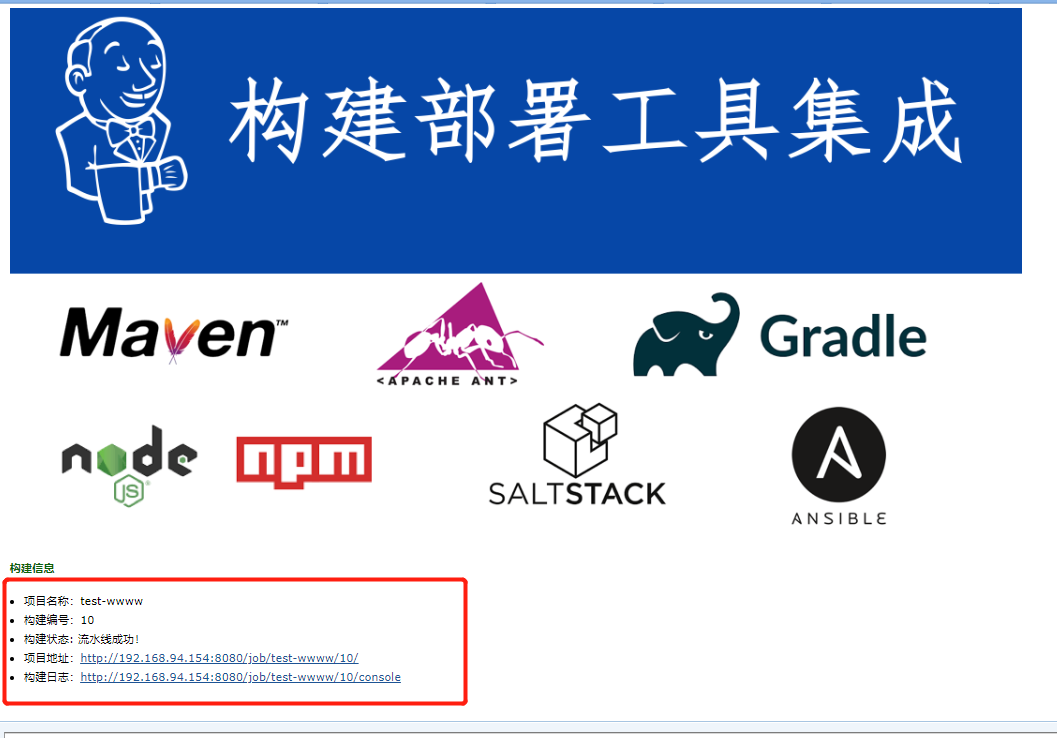 构建部署工具集成
Maven™
<APACHE ANT>
Gradle
node
JS
npm
SALTSTACK
ANSIBLE
构建信息
项目名称：test-wwww
构建编号：10
构建状态: 流水线成功！
项目地址：http://192.168.94.154:8080/job/test-wwww/10/
构建日志：http://192.168.94.154:8080/job/test-wwww/10/console